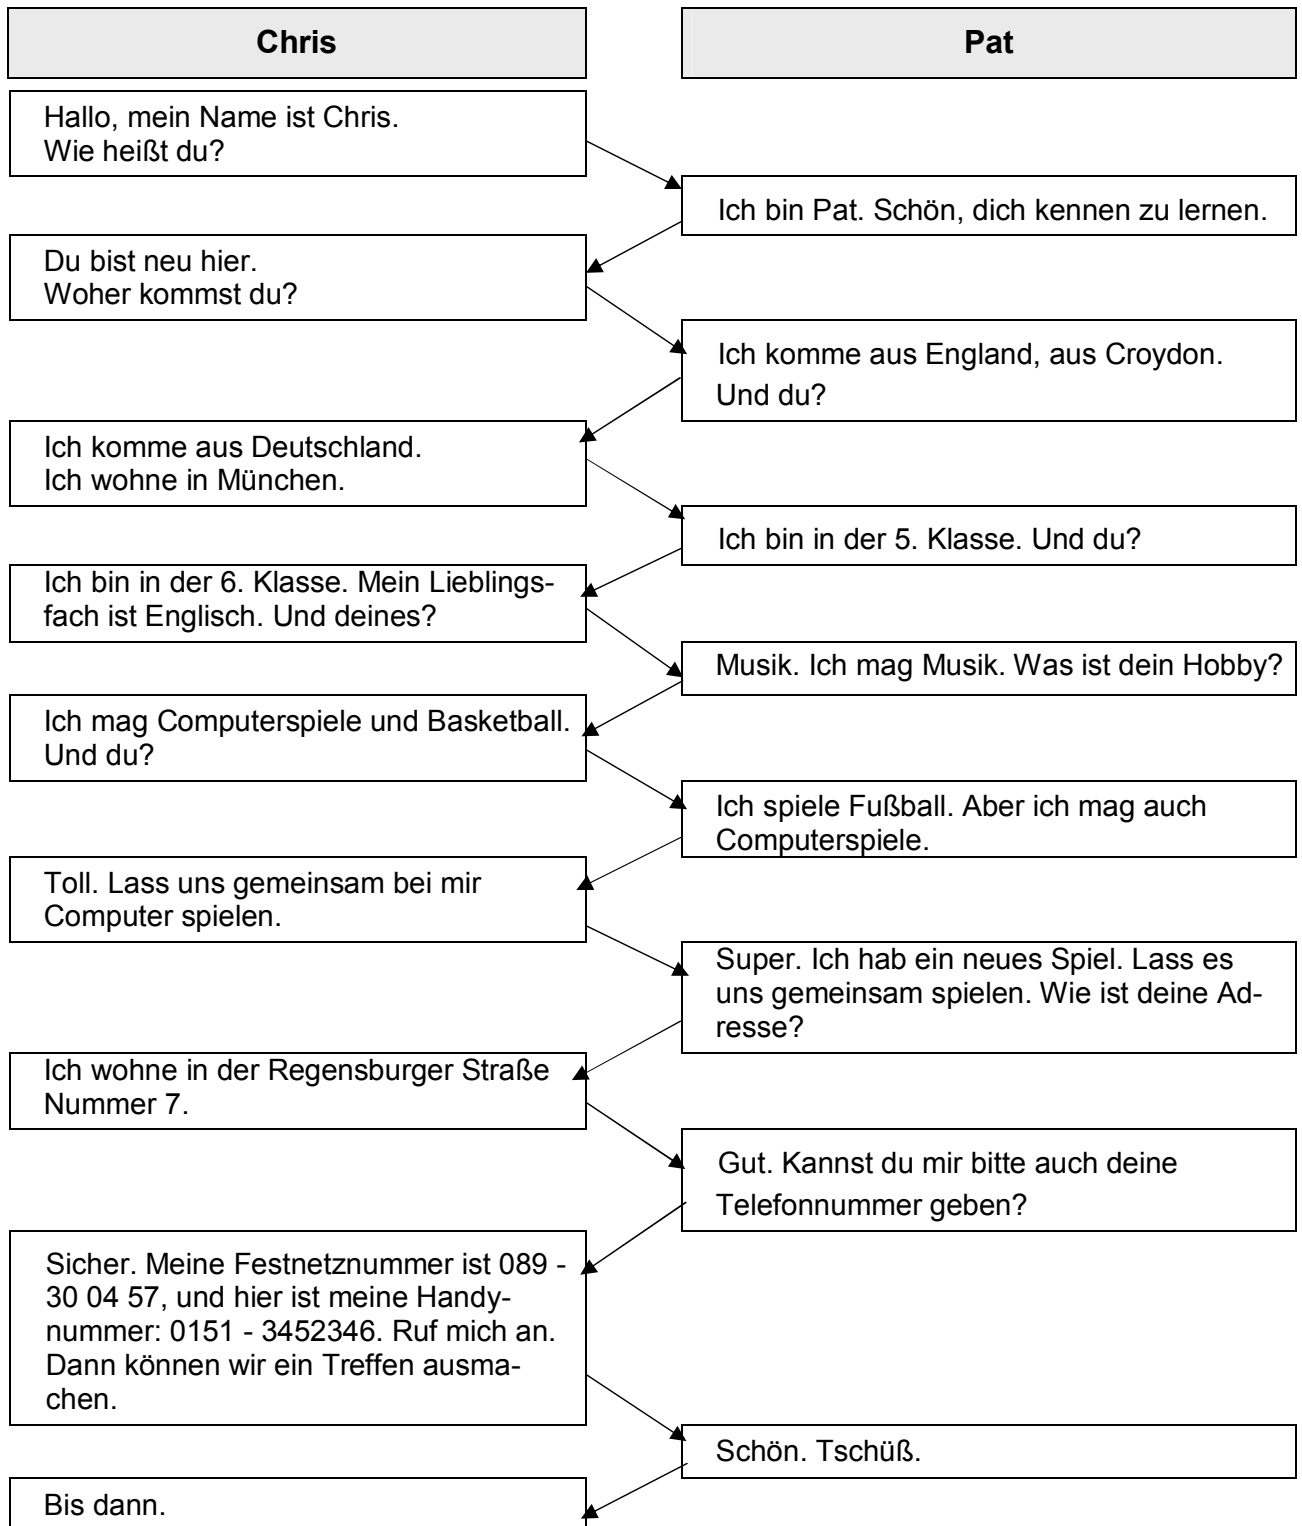 Chris
Pat
Hallo, mein Name ist Chris.
Wie heißt du?
Ich bin Pat. Schön, dich kennen zu lernen.
Du bist neu hier.
Woher kommst du?
Ich komme aus England, aus Croydon.
Und du?
Ich komme aus Deutschland.
Ich wohne in München.
Ich bin in der 5. Klasse. Und du?
Ich bin in der 6. Klasse. Mein Lieblings-
fach ist Englisch. Und deines?
Musik. Ich mag Musik. Was ist dein Hobby?
Ich mag Computerspiele und Basketball.
Und du?
Ich spiele Fußball. Aber ich mag auch
Computerspiele.
Toll. Lass uns gemeinsam bei mir
Computer spielen.
Super. Ich hab ein neues Spiel. Lass es
uns gemeinsam spielen. Wie ist deine Ad-
resse?
Ich wohne in der Regensburger Straße
Nummer 7.
Gut. Kannst du mir bitte auch deine
Telefonnummer geben?
Sicher. Meine Festnetznummer ist 089 -
30 04 57, und hier ist meine Handy-
nummer: 0151 - 3452346. Ruf mich an.
Dann können wir ein Treffen ausma-
chen.
Schön. Tschüß.
Bis dann.